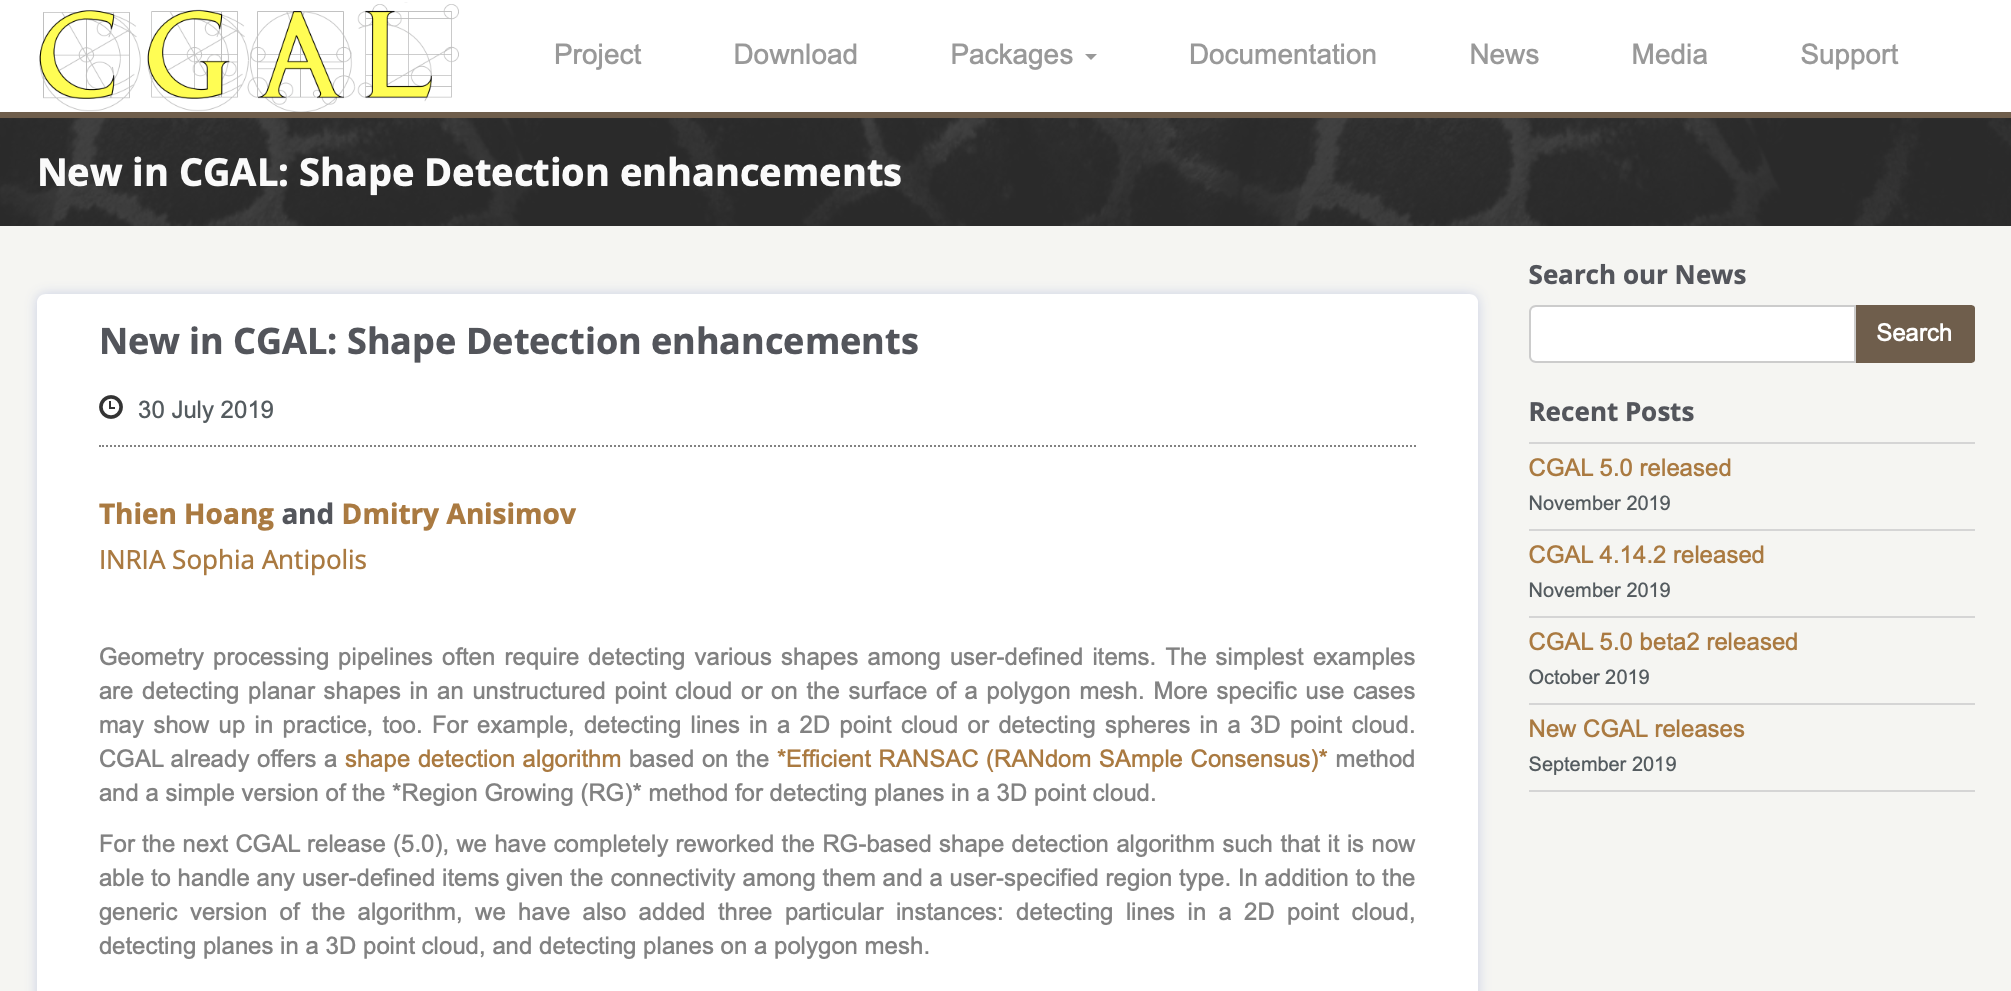 CGAL
Project Download Packages Documentation News Media Support
New in CGAL: Shape Detection enhancements
New in CGAL: Shape Detection enhancements
30 July 2019
Thien Hoang and Dmitry Anisimov
INRIA Sophia Antipolis
Geometry processing pipelines often require detecting various shapes among user-defined items. The simplest examples
are detecting planar shapes in an unstructured point cloud or on the surface of a polygon mesh. More specific use cases
may show up in practice, too. For example, detecting lines in a 2D point cloud or detecting spheres in a 3D point cloud.
CGAL already offers a shape detection algorithm based on the *Efficient RANSAC (RANdom SAmple Consensus)* method
and a simple version of the *Region Growing (RG)* method for detecting planes in a 3D point cloud.
For the next CGAL release (5.0), we have completely reworked the RG-based shape detection algorithm such that it is now
able to handle any user-defined items given the connectivity among them and a user-specified region type. In addition to the
generic version of the algorithm, we have also added three particular instances: detecting lines in a 2D point cloud,
detecting planes in a 3D point cloud, and detecting planes on a polygon mesh.
Search our News
Search
Recent Posts
CGAL 5.0 released
November 2019
CGAL 4.14.2 released
November 2019
CGAL 5.0 beta2 released
October 2019
New CGAL releases
September 2019